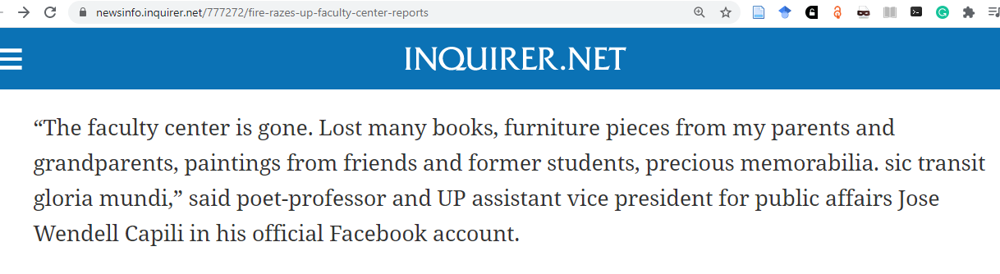 newsinfo.inquirer.net/777272/fire-razes-up-faculty-center-reports
INQUIRER.NET
“The faculty center is gone. Lost many books, furniture pieces from my parents and
grandparents, paintings from friends and former students, precious memorabilia. sic transit
gloria mundi,” said poet-professor and UP assistant vice president for public affairs Jose
Wendell Capili in his official Facebook account.